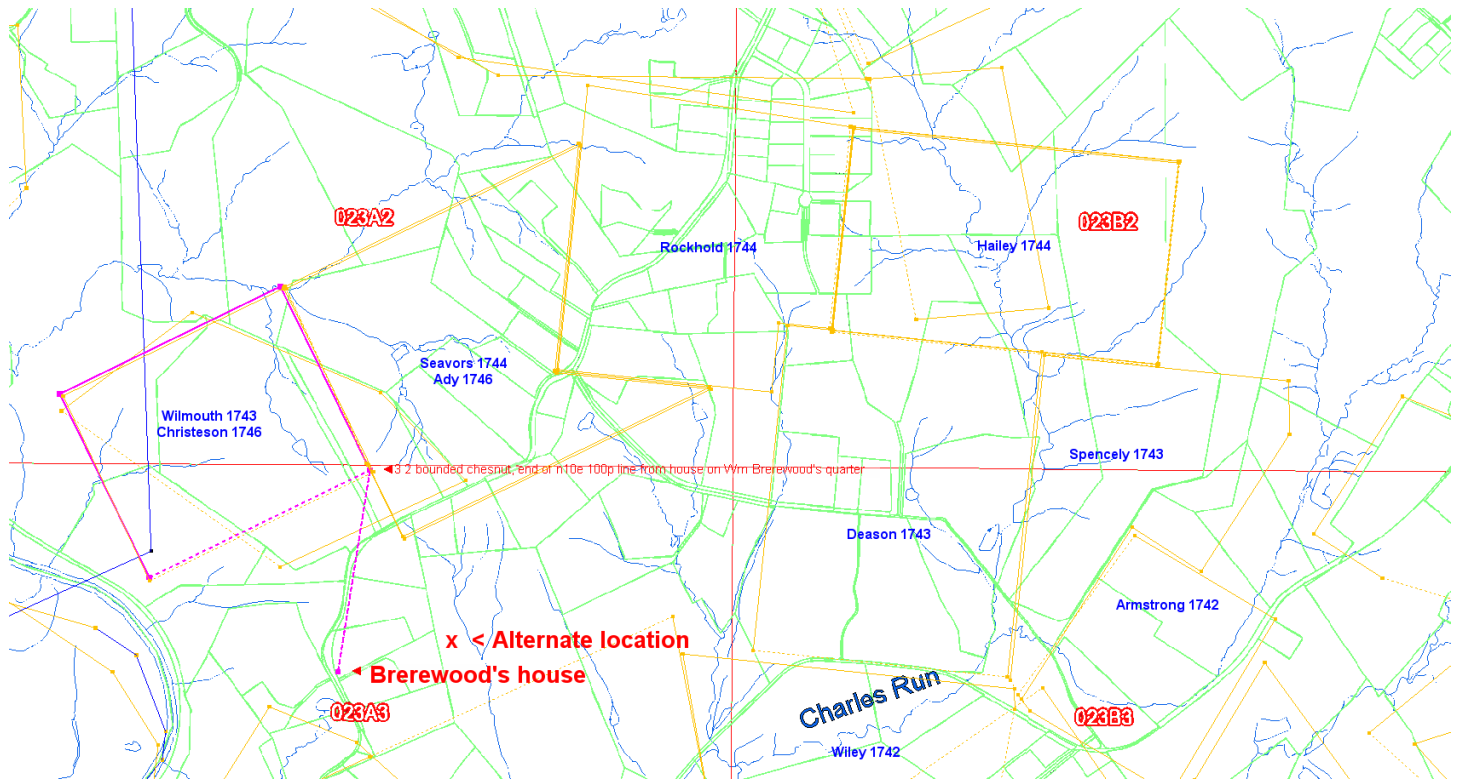 023A2
023B2
Rockhold 1744
Hailey 1744
Seavors 1744
Ady 1746
Wilmouth 1743
Christeson 1746
Spencely 1743
3 2 bounded chesnut, end of n10e 100p line from house on Wm Brerewood's quarter
Deason 1743
Armstrong 1742
x < Alternate location
Brerewood's house
Charles Run
023A3
023B3
Wiley 1742